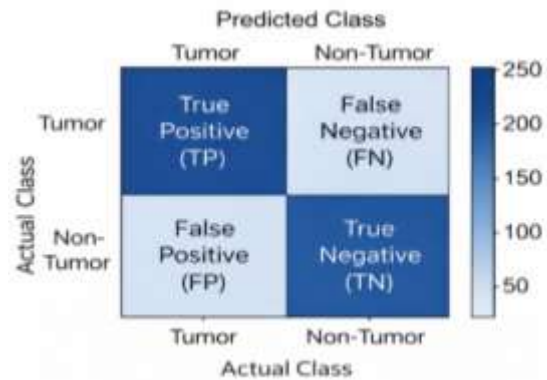 Predicted Class
Tumor Non-Tumor
Actual Class
Tumor
True
Positive
(TP)
False
Negative
(FN)
Non-
Tumor
False
Positive
(FP)
True
Negative
(TN)
Tumor Non-Tumor
Actual Class
250
200
150
100
50